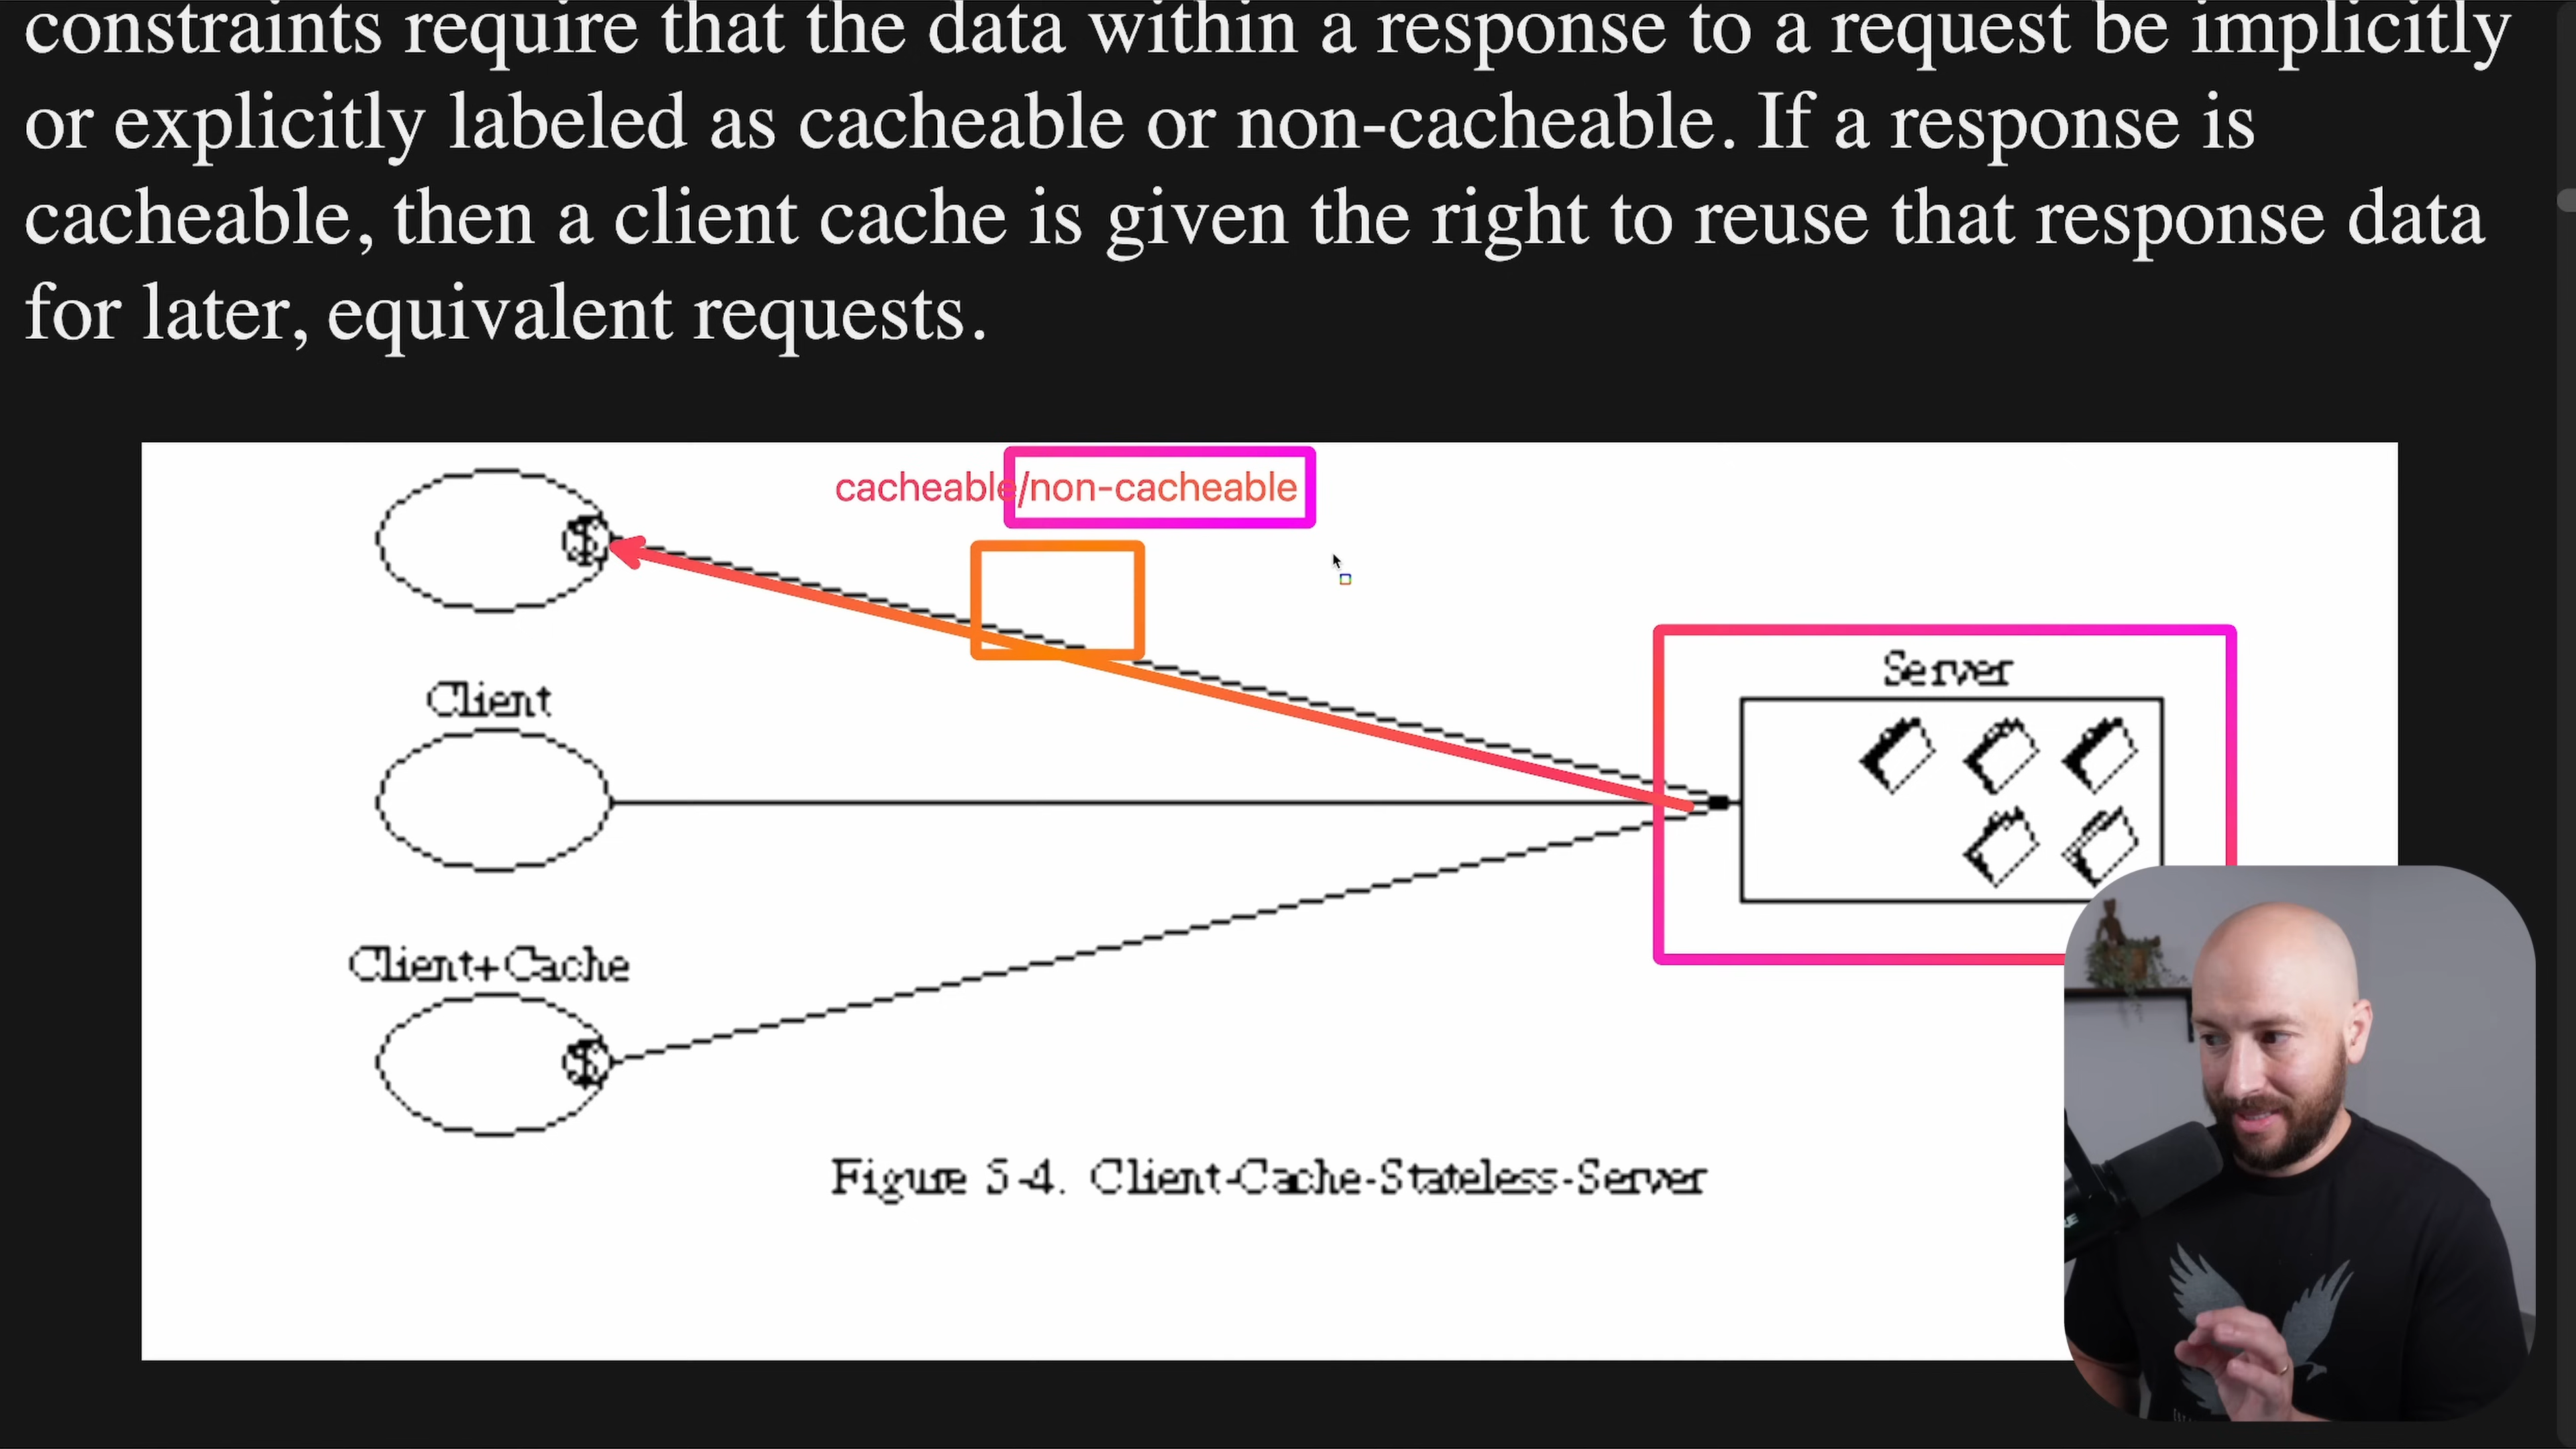 constraints require that the data within a response to a request be implicitly
or explicitly labeled as cacheable or non-cacheable. If a response is
cacheable, then a client cache is given the right to reuse that response data
for later, equivalent requests.
cacheable/non-cacheable
Server
Client
Client+Cache
$
$
Figure 5-4. Client-Cache-Stateless-Server